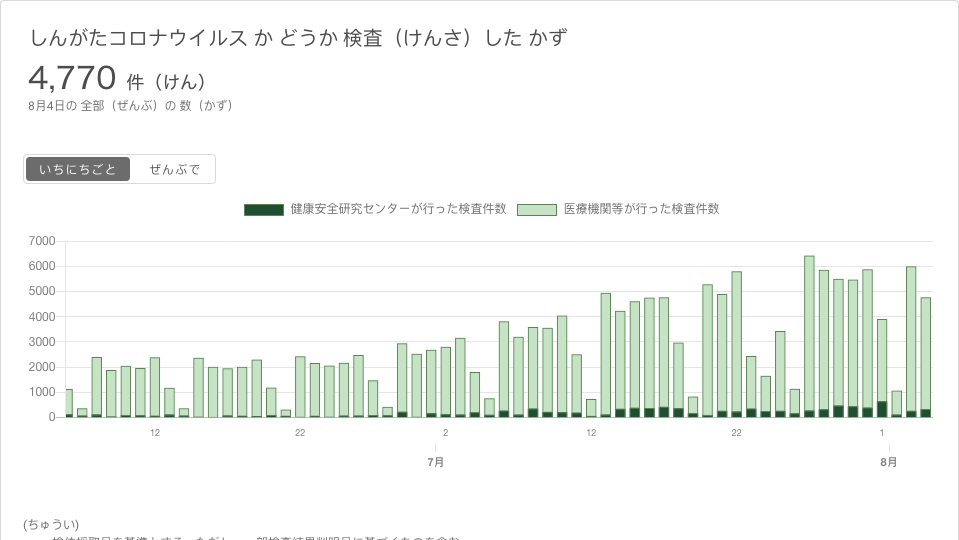 しんがたコロナウイルス か どうか 検査（けんさ）した かず
4,770 件（けん）
8月4日の 全部（ぜんぶ）の 数（かず）
いちにちごと ぜんぶで
健康安全研究センターが行った検査件数 医療機関等が行った検査件数
7000
6000
5000
4000
3000
2000
1000
0
12 22 2 12 22 1
7月 8月
(ちゅうい)